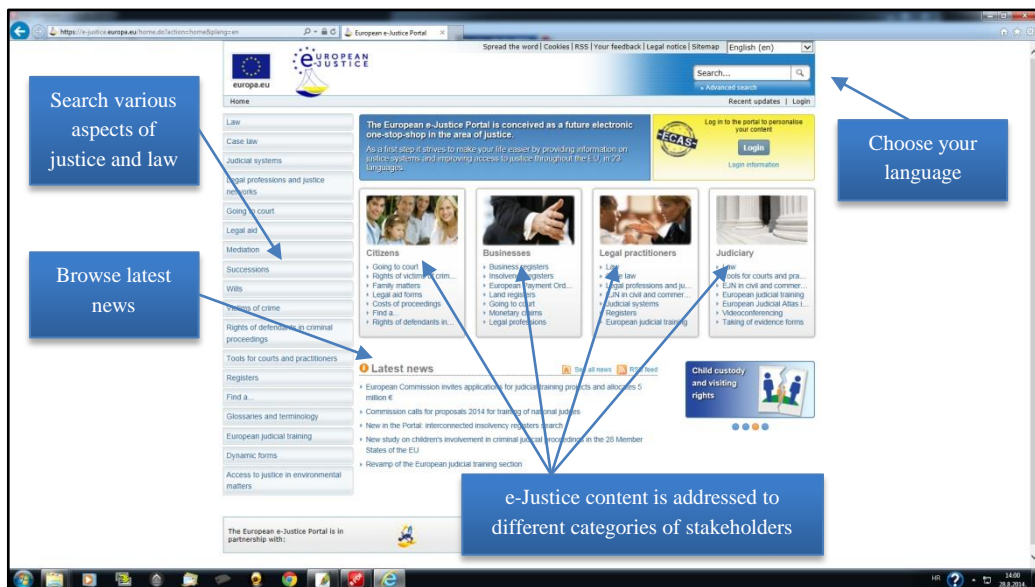 https://e-justice.europa.eu/home.do?action=home&plang=en
European e-Justice Portal
Spread the word | Cookies | RSS | Your feedback | Legal notice | Sitemap
English (en)
europa.eu
EUROPEAN
e-JUSTICE
Search...
» Advanced search
Home
Recent updates | Login
Search various
aspects of
justice and law
Choose your
language
Browse latest
news
Law
Case law
Judicial systems
Legal professions and justice
networks
Going to court
Legal aid
Mediation
Successions
Wills
Victims of crime
Rights of defendants in criminal
proceedings
Tools for courts and practitioners
Registers
Find a...
Glossaries and terminology
European judicial training
Dynamic forms
Access to justice in environmental
matters
The European e-Justice Portal is conceived as a future electronic
one-stop-shop in the area of justice.
As a first step it strives to make your life easier by providing information on
justice systems and improving access to justice throughout the EU, in 23
languages.
ECAS
Log in to the portal to personalise
your content
Login
Login information
Citizens
Going to court
Rights of victims of crim...
Family matters
Legal aid forms
Costs of proceedings
Find a...
Rights of defendants in...
Businesses
Business registers
Insolvency registers
European Payment Ord...
Land registers
Going to court
Monetary claims
Legal professions
Legal practitioners
Law
Case law
Legal professions and ju...
EJN in civil and commer...
Judicial systems
Registers
European judicial training
Judiciary
Law
Tools for courts and pra...
EJN in civil and commer...
European judicial training
European Judicial Atlas i...
Videoconferencing
Taking of evidence forms
Latest news
See all news
RSS feed
European Commission invites applications for judicial training projects and allocates 5
million €
Commission calls for proposals 2014 for training of national judges
New in the Portal: interconnected insolvency registers search
New study on children's involvement in criminal judicial proceedings in the 28 Member
States of the EU
Revamp of the European judicial training section
Child custody
and visiting
rights
e-Justice content is addressed to
different categories of stakeholders
The European e-Justice Portal is in
partnership with:
HR
14:00
28.8.2014.